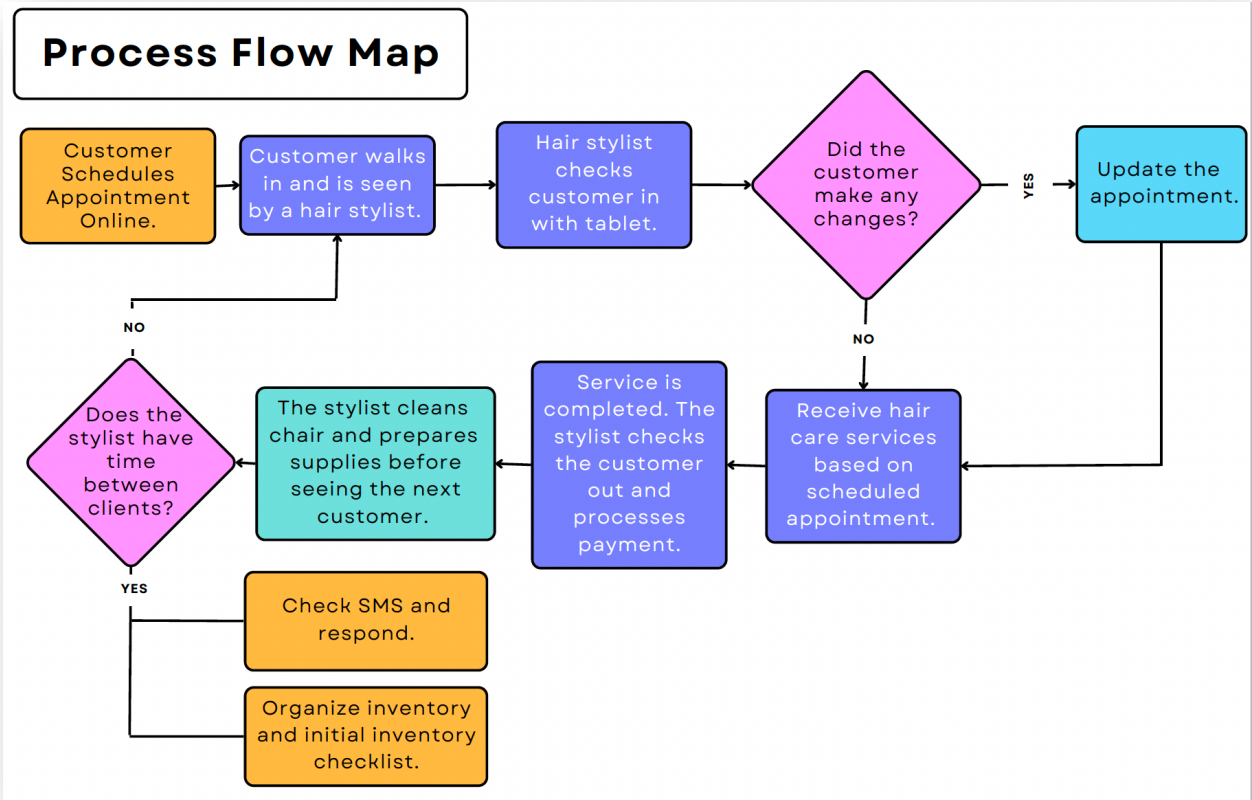 Process Flow Map
Customer
Schedules
Appointment
Online.
Customer walks
in and is seen
by a hair stylist.
Hair stylist
checks
customer in
with tablet.
Did the
customer
make any
changes?
YES
Update the
appointment.
NO
Receive hair
care services
based on
scheduled
appointment.
Service is
completed. The
stylist checks
the customer
out and
processes
payment.
The stylist cleans
chair and prepares
supplies before
seeing the next
customer.
Does the
stylist have
time
between
clients?
NO
YES
Check SMS and
respond.
Organize inventory
and initial inventory
checklist.